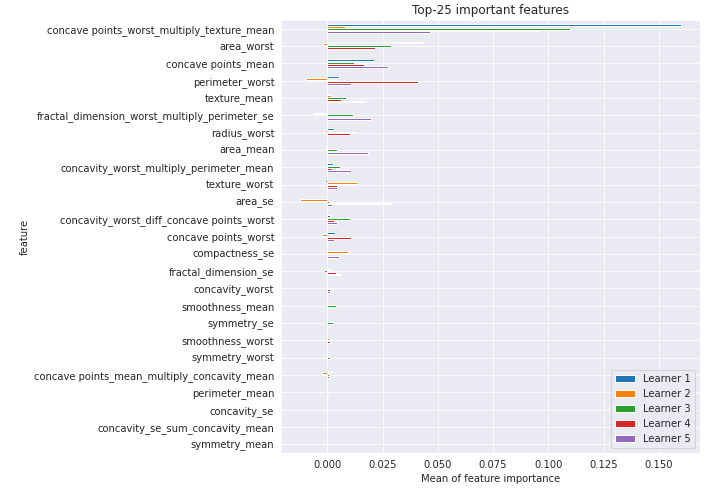 Top-25 important features
concave points_worst_multiply_texture_mean
area_worst
concave points_mean
perimeter_worst
texture_mean
fractal_dimension_worst_multiply_perimeter_se
radius_worst
area_mean
concavity_worst_multiply_perimeter_mean
texture_worst
area_se
concavity_worst_diff_concave points_worst
concave points_worst
compactness_se
fractal_dimension_se
concavity_worst
smoothness_mean
symmetry_se
smoothness_worst
symmetry_worst
concave points_mean_multiply_concavity_mean
perimeter_mean
concavity_se
concavity_se_sum_concavity_mean
symmetry_mean
feature
Learner 1
Learner 2
Learner 3
Learner 4
Learner 5
0.000 0.025 0.050 0.075 0.100 0.125 0.150
Mean of feature importance